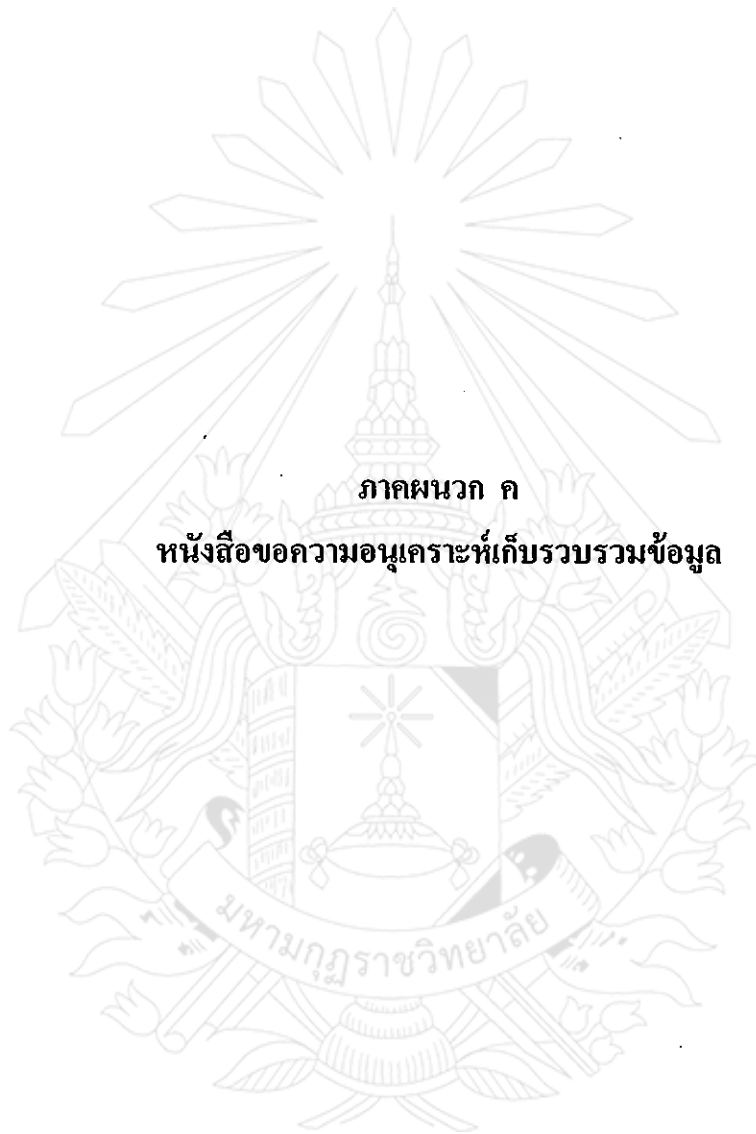 ภาคผนวก ค
หนังสือขอความอนุเคราะห์เก็บรวบรวมข้อมูล
มหามกุฏราชวิทยาลัย